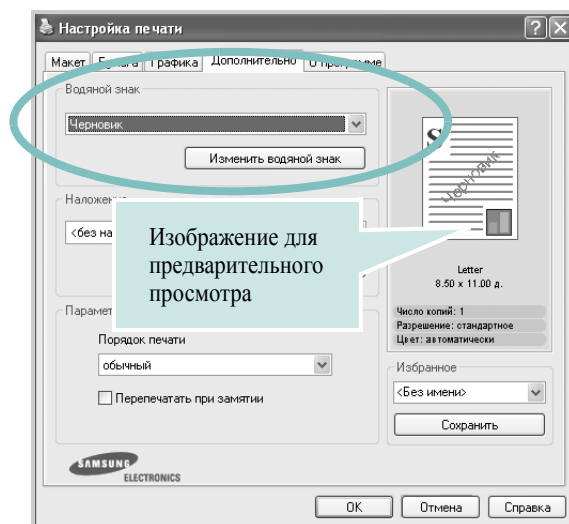 Настройка печати
Макет Бумага Графика Дополнительно О программе
Водяной знак
Черновик
Изменить водяной знак
Наложение
<без
Изображение для
предварительного
просмотра
S
Черновик
Letter
8.50 x 11.00 д.
Число копий: 1
Разрешение: стандартное
Цвет: автоматически
Порядок печати
обычный
Перепечатать при замятии
Избранное
<Без имени>
Сохранить
SAMSUNG
ELECTRONICS
OK Отмена Справка